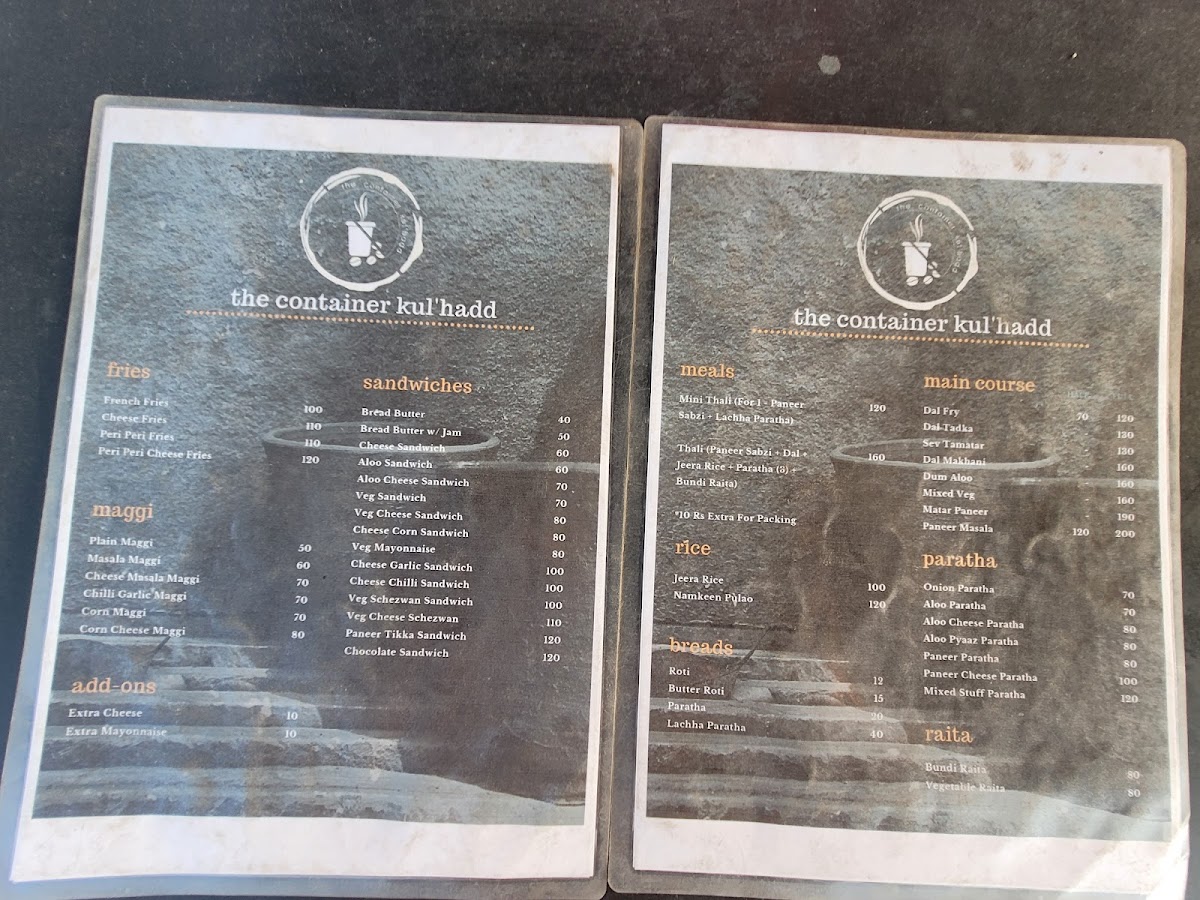 the container kul'hadd
the container kul'hadd
fries
French Fries 100
Cheese Fries 110
Peri Peri Fries 110
Peri Peri Cheese Fries 120
maggi
Plain Maggi 50
Masala Maggi 60
Cheese Masala Maggi 70
Chilli Garlic Maggi 70
Corn Maggi 70
Corn Cheese Maggi 80
add-ons
Extra Cheese 10
Extra Mayonnaise 10
sandwiches
Bread Butter 40
Bread Butter w/ Jam 50
Cheese Sandwich 60
Aloo Sandwich 60
Aloo Cheese Sandwich 70
Veg Sandwich 70
Veg Cheese Sandwich 80
Cheese Corn Sandwich 80
Veg Mayonnaise 80
Cheese Garlic Sandwich 100
Cheese Chilli Sandwich 100
Veg Schezwan Sandwich 100
Veg Cheese Schezwan 110
Paneer Tikka Sandwich 120
Chocolate Sandwich 120
the container kul'hadd
the container kul'hadd
meals
Mini Thali (For 1 - Paneer 120
Sabzi + Lachha Paratha)
Thali (Paneer Sabzi + Dal + 160
Jeera Rice + Paratha (3) +
Bundi Raita)
*10 Rs Extra For Packing
rice
Jeera Rice 100
Namkeen Pulao 120
breads
Roti 12
Butter Roti 15
Paratha 20
Lachha Paratha 40
main course
Dal Fry 70 120
Dal Tadka - 130
Sev Tamatar - 130
Dal Makhani - 160
Dum Aloo - 160
Mixed Veg - 160
Matar Paneer - 190
Paneer Masala 120 200
paratha
Onion Paratha 70
Aloo Paratha 70
Aloo Cheese Paratha 80
Aloo Pyaaz Paratha 80
Paneer Paratha 80
Paneer Cheese Paratha 100
Mixed Stuff Paratha 120
raita
Bundi Raita 80
Vegetable Raita 80